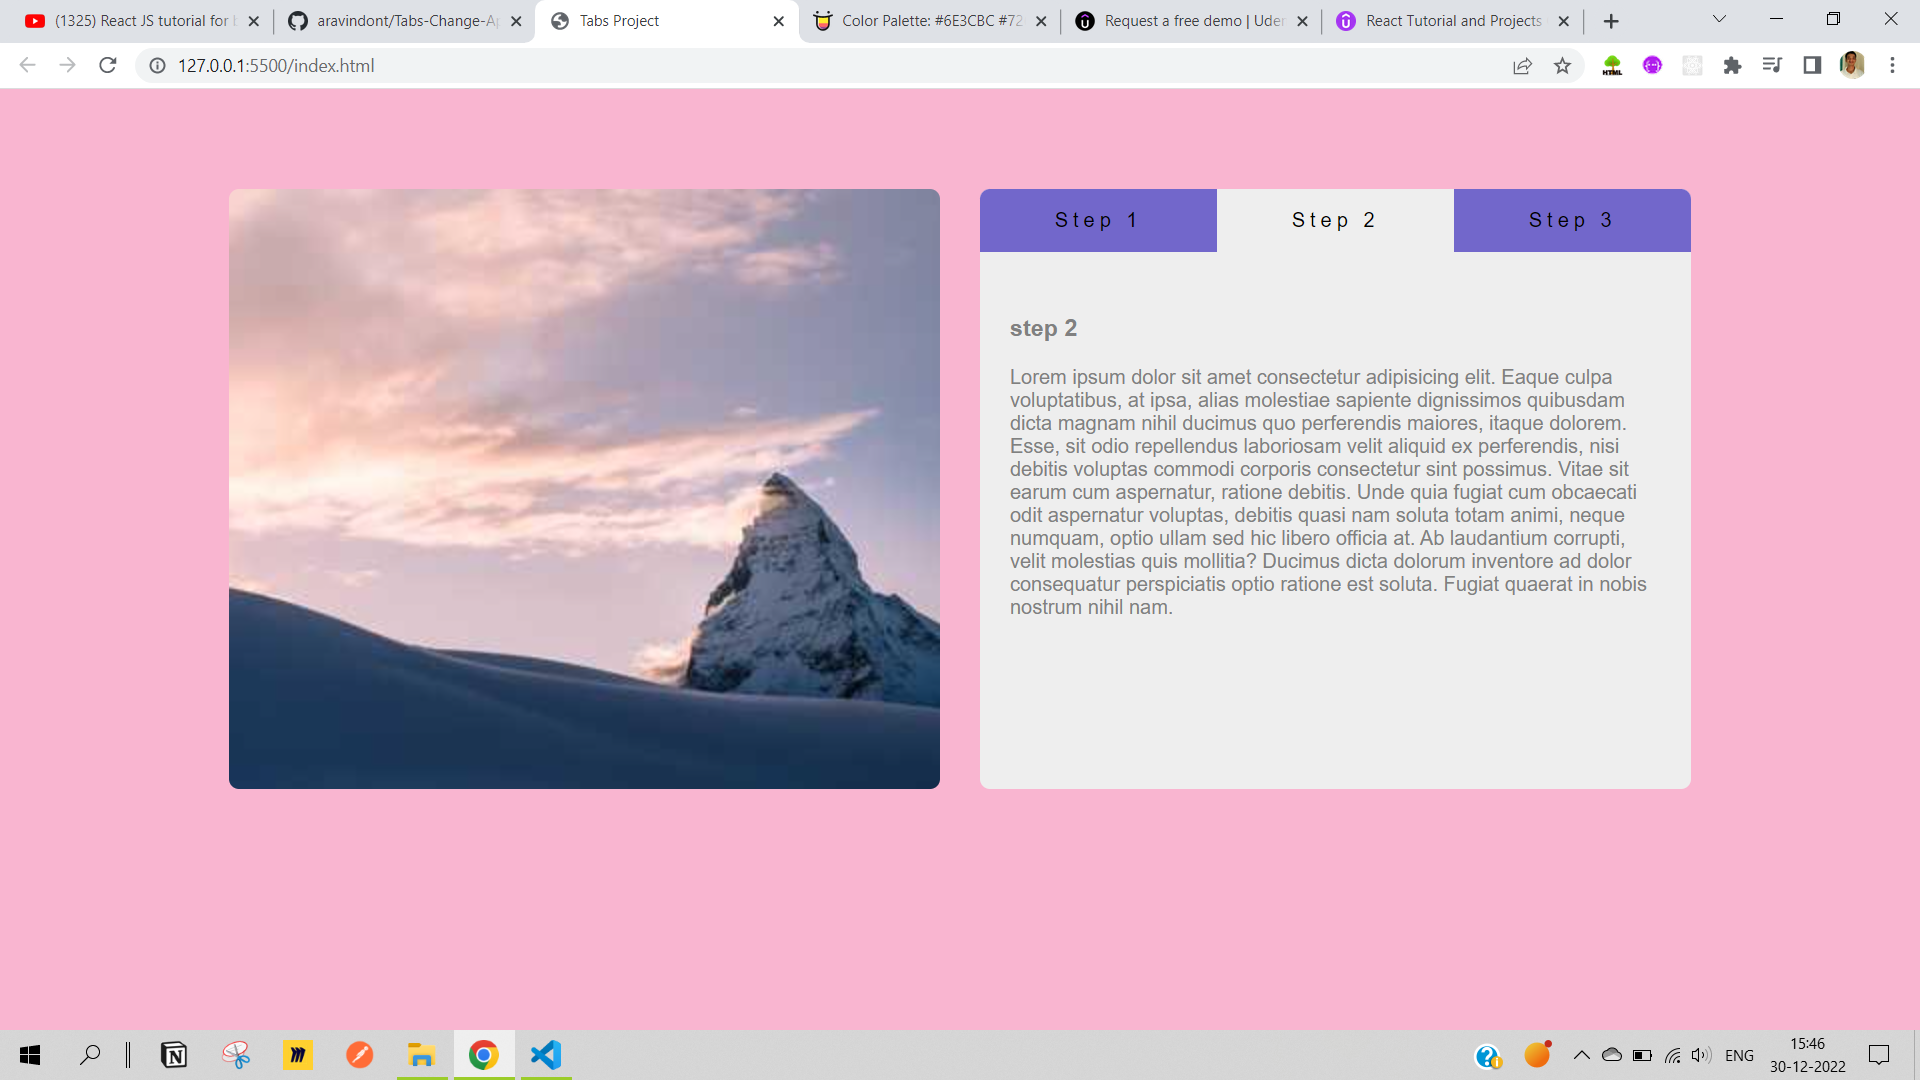 (1325) React JS tutorial for
aravindont/Tabs-Change-Ap
Tabs Project
Color Palette: #6E3CBC #72
Request a free demo | Uder
React Tutorial and Projects
127.0.0.1:5500/index.html
HTML
Step 1
Step 2
Step 3
step 2
Lorem ipsum dolor sit amet consectetur adipisicing elit. Eaque culpa
voluptatibus, at ipsa, alias molestiae sapiente dignissimos quibusdam
dicta magnam nihil ducimus quo perferendis maiores, itaque dolorem.
Esse, sit odio repellendus laboriosam velit aliquid ex perferendis, nisi
debitis voluptas commodi corporis consectetur sint possimus. Vitae sit
earum cum aspernatur, ratione debitis. Unde quia fugiat cum obcaecati
odit aspernatur voluptas, debitis quasi nam soluta totam animi, neque
numquam, optio ullam sed hic libero officia at. Ab laudantium corrupti,
velit molestias quis mollitia? Ducimus dicta dolorum inventore ad dolor
consequatur perspiciatis optio ratione est soluta. Fugiat quaerat in nobis
nostrum nihil nam.
ENG
15:46
30-12-2022